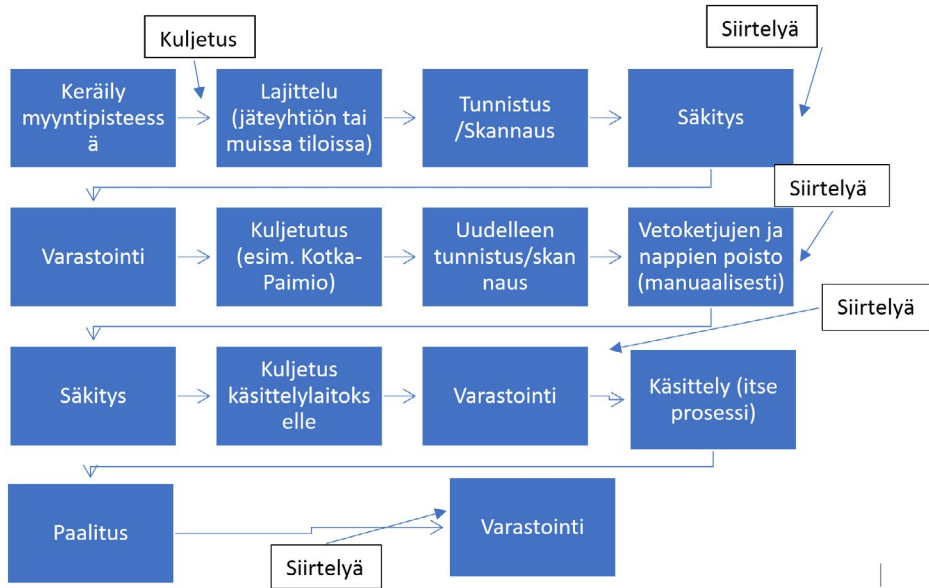 Kuljetus
Siirtelyä
Keräily
myyntipisteess
ä
Lajittelu
(jäteyhtiön tai
muissa tiloissa)
Tunnistus
/Skannaus
Säkitys
Siirtelyä
Varastointi
Kuljetutus
(esim. Kotka-
Paimio)
Uudelleen
tunnistus/skan
naus
Vetoketjujen ja
nappien poisto
(manuaalisesti)
Siirtelyä
Säkitys
Kuljetus
käsittelylaitoks
elle
Varastointi
Käsittely (itse
prosessi)
Paalitus
Varastointi
Siirtelyä